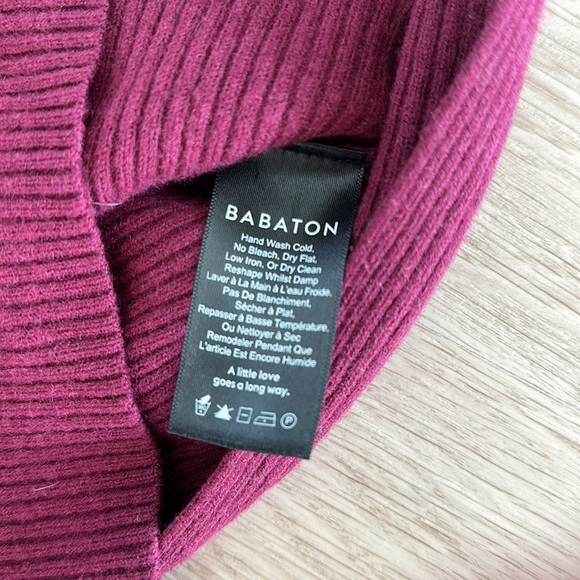 BABATON
Hand Wash Cold,
No Bleach, Dry Flat,
Low Iron, Or Dry Clean
Reshape Whilst Damp
Laver à La Main à L'eau Froide,
Pas De Blanchiment,
Sécher à Plat,
Repasser à Basse Température,
Ou Nettoyer à Sec
Remodeler Pendant Que
L'article Est Encore Humide
A little love
goes a long way.
P